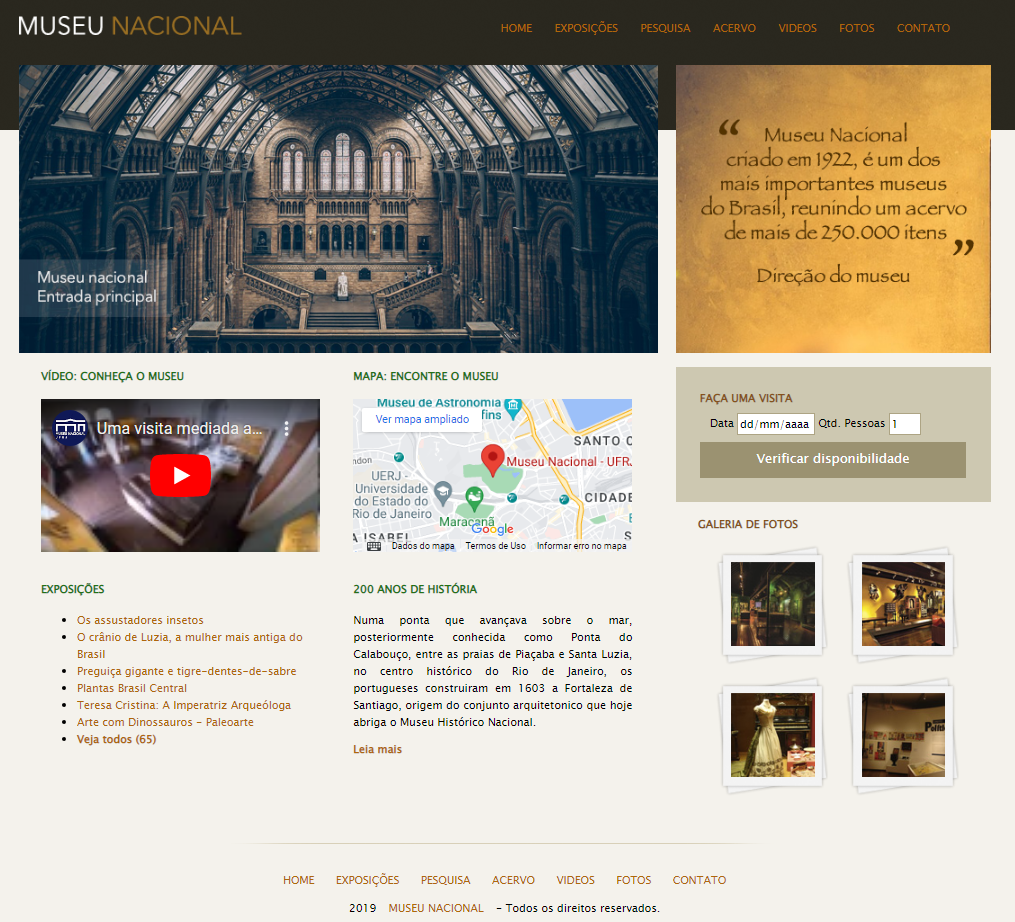 MUSEU NACIONAL
HOME EXPOSIÇÕES PESQUISA ACERVO VIDEOS FOTOS CONTATO
Museu nacional
Entrada principal
“ Museu Nacional
criado em 1922, é um dos
mais importantes museus
do Brasil, reunindo um acervo
de mais de 250.000 itens ”
Direção do museu
VÍDEO: CONHEÇA O MUSEU
Uma visita mediada a...
MAPA: ENCONTRE O MUSEU
Museu de Astronomia
fins
Ver mapa ampliado
SANTO C
ndon
Museu Nacional - UFRJ
UERJ -
Universidade
do Estado do
Rio de Janeiro
CIDADE
Maracanã
Google
A ISABEL
Dados do mapa Termos de Uso Informar erro no mapa
FAÇA UMA VISITA
Data dd/mm/aaaa Qtd. Pessoas 1
Verificar disponibilidade
GALERIA DE FOTOS
EXPOSIÇÕES
Os assustadores insetos
O crânio de Luzia, a mulher mais antiga do
Brasil
Preguiça gigante e tigre-dentes-de-sabre
Plantas Brasil Central
Teresa Cristina: A Imperatriz Arqueóloga
Arte com Dinossauros - Paleoarte
Veja todos (65)
200 ANOS DE HISTÓRIA
Numa ponta que avançava sobre o mar,
posteriormente conhecida como Ponta do
Calabouço, entre as praias de Piaçaba e Santa Luzia,
no centro histórico do Rio de Janeiro, os
portugueses construiram em 1603 a Fortaleza de
Santiago, origem do conjunto arquitetonico que hoje
abriga o Museu Histórico Nacional.
Leia mais
HOME EXPOSIÇÕES PESQUISA ACERVO VIDEOS FOTOS CONTATO
2019 MUSEU NACIONAL - Todos os direitos reservados.